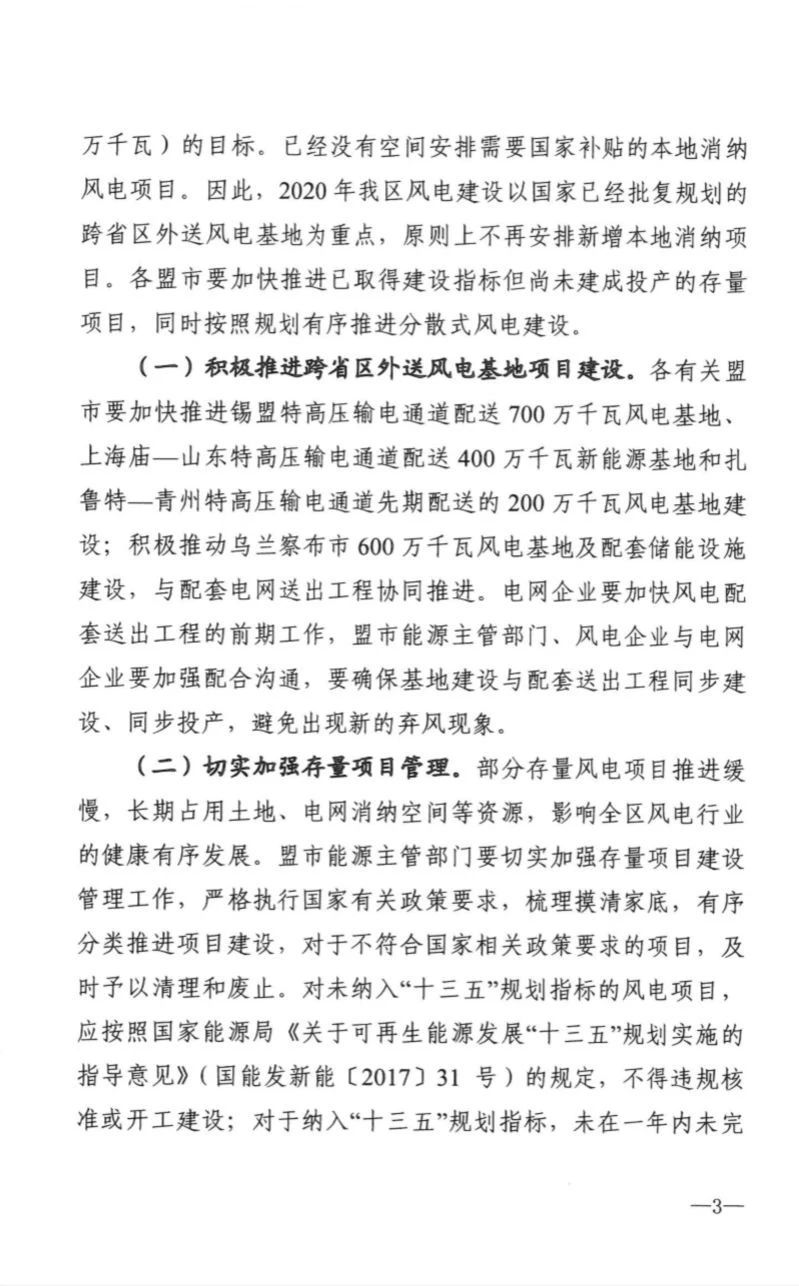 万千瓦）的目标。已经没有空间安排需要国家补贴的本地消纳
风电项目。因此，2020 年我区风电建设以国家已经批复规划的
跨省区外送风电基地为重点，原则上不再安排新增本地消纳项
目。各盟市要加快推进已取得建设指标但尚未建成投产的存量
项目，同时按照规划有序推进分散式风电建设。
（一）积极推进跨省区外送风电基地项目建设。各有关盟
市要加快推进锡盟特高压输电通道配送 700 万千瓦风电基地、
上海庙—山东特高压输电通道配送 400 万千瓦新能源基地和扎
鲁特—青州特高压输电通道先期配送的 200 万千瓦风电基地建
设；积极推动乌兰察布市 600 万千瓦风电基地及配套储能设施
建设，与配套电网送出工程协同推进。电网企业要加快风电配
套送出工程的前期工作，盟市能源主管部门、风电企业与电网
企业要加强配合沟通，要确保基地建设与配套送出工程同步建
设、同步投产，避免出现新的弃风现象。
（二）切实加强存量项目管理。部分存量风电项目推进缓
慢，长期占用土地、电网消纳空间等资源，影响全区风电行业
的健康有序发展。盟市能源主管部门要切实加强存量项目建设
管理工作，严格执行国家有关政策要求，梳理摸清家底，有序
分类推进项目建设，对于不符合国家相关政策要求的项目，及
时予以清理和废止。对未纳入“十三五”规划指标的风电项目，
应按照国家能源局《关于可再生能源发展“十三五”规划实施的
指导意见》（国能发新能〔2017〕31 号）的规定，不得违规核
准或开工建设；对于纳入“十三五”规划指标，未在一年内未完
—3—